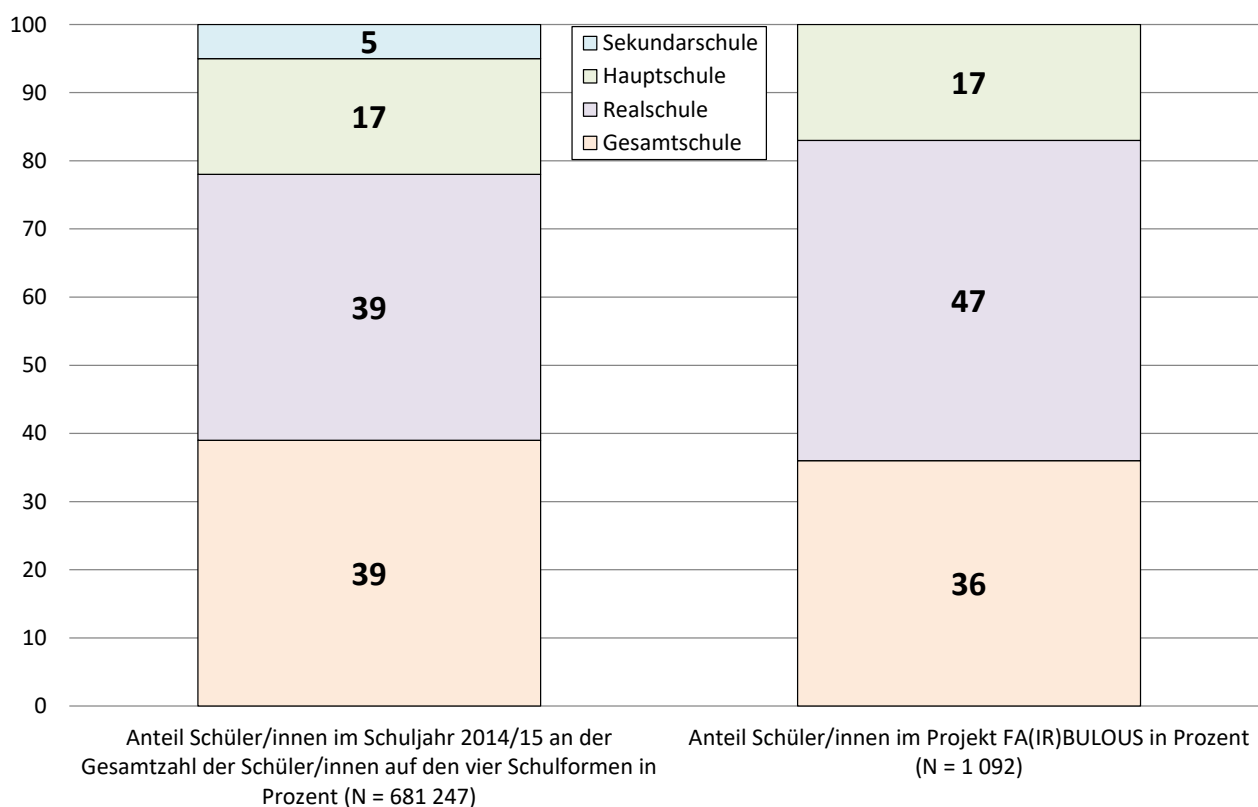 100
90
80
70
60
50
40
30
20
10
0
5
17
39
39
Sekundarschule
Hauptschule
Realschule
Gesamtschule
17
47
36
Anteil Schüler/innen im Schuljahr 2014/15 an der
Gesamtzahl der Schüler/innen auf den vier Schulformen in
Prozent (N = 681 247)
Anteil Schüler/innen im Projekt FA(IR)BULOUS in Prozent
(N = 1 092)